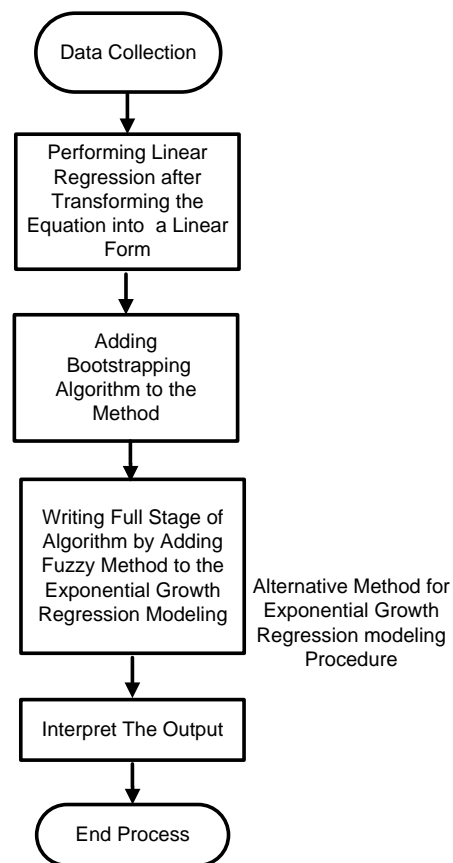 Data Collection
Performing Linear
Regression after
Transforming the
Equation into a Linear
Form
Adding
Bootstrapping
Algorithm to the
Method
Writing Full Stage of
Algorithm by Adding
Fuzzy Method to the
Exponential Growth
Regression Modeling
Alternative Method for
Exponential Growth
Regression modeling
Procedure
Interpret The Output
End Process